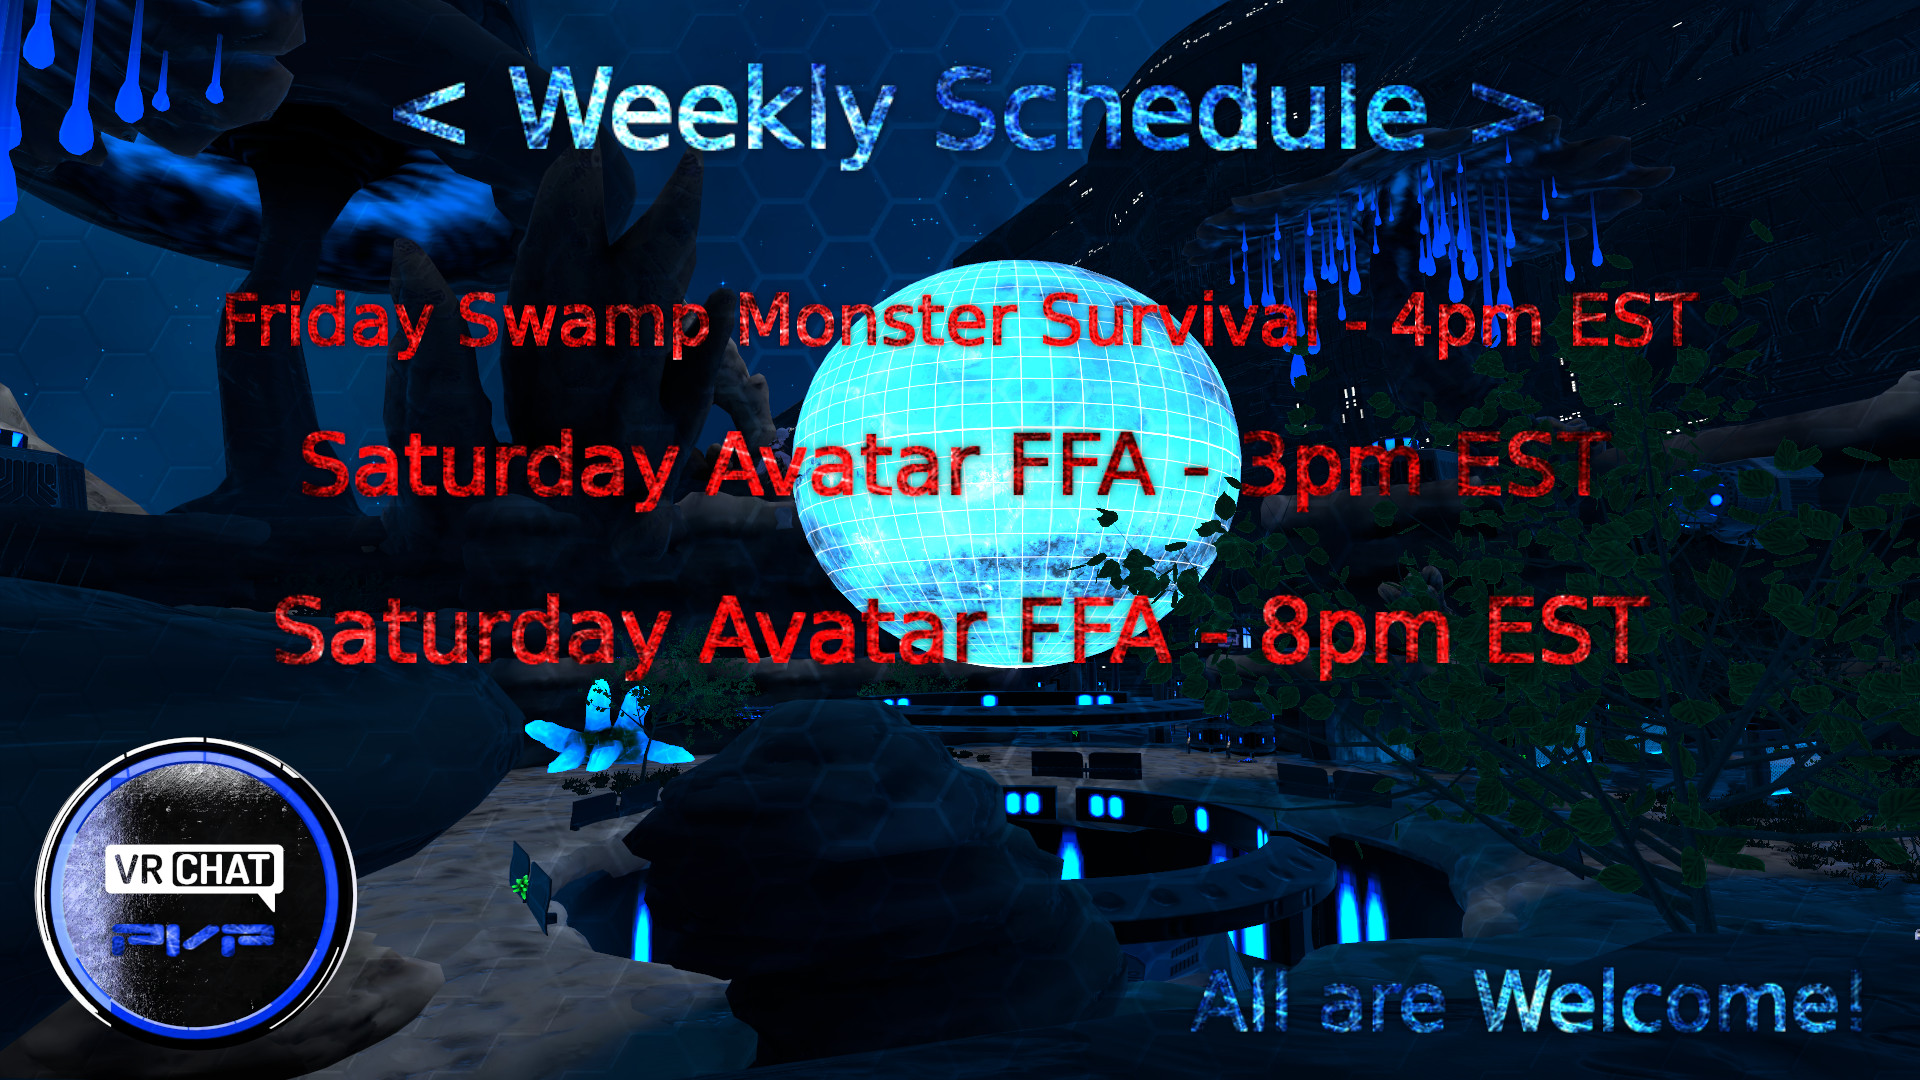 < Weekly Schedule >
Friday Swamp Monster Survival - 4pm EST
Saturday Avatar FFA - 3pm EST
Saturday Avatar FFA - 8pm EST
VR CHAT
PVP
All are Welcome!